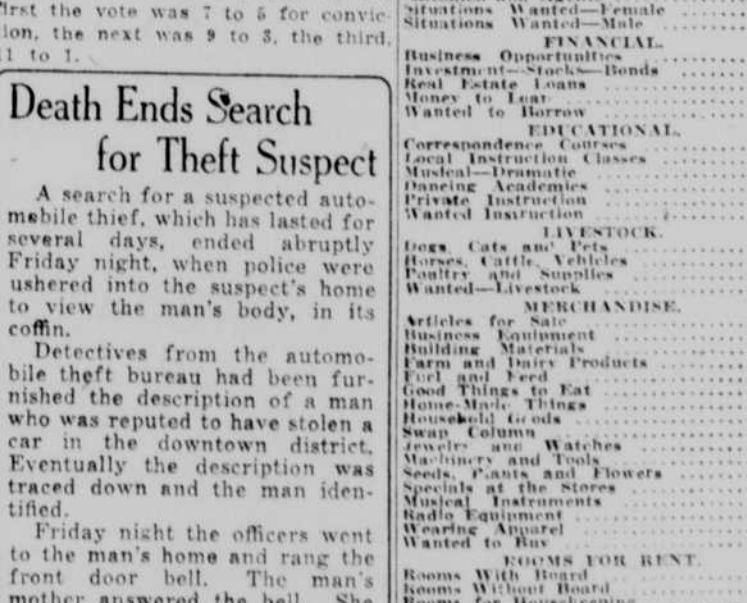 first the vote was 7 to 5 for convic-
tion, the next was 9 to 3, the third,
11 to 1.
Death Ends Search
for Theft Suspect
A search for a suspected auto-
mobile thief, which has lasted for
several days, ended abruptly
Friday night, when police were
ushered into the suspect's home
to view the man's body, in its
coffin.
Detectives from the automo-
bile theft bureau had been fur-
nished the description of a man
who was reputed to have stolen a
car in the downtown district.
Eventually the description was
traced down and the man iden-
tified.
Friday night the officers went
to the man's home and rang the
front door bell. The man's
mother answered the bell. She
Situations Wanted—Female
Situations Wanted—Male
FINANCIAL.
Business Opportunities
Investment—Stocks—Bonds
Real Estate Loans
Money to Loan
Wanted to Borrow
EDUCATIONAL.
Correspondence Courses
Local Instruction Classes
Musical—Dramatic
Dancing Academies
Private Instruction
Wanted Instruction
LIVESTOCK.
Dogs, Cats and Pets
Horses, Cattle, Vehicles
Poultry and Supplies
Wanted—Livestock
MERCHANDISE.
Articles for Sale
Business Equipment
Building Materials
Farm and Dairy Products
Fuel and Feed
Good Things to Eat
Home-Made Things
Household Goods
Swap Column
Jewelry and Watches
Machinery and Tools
Seeds, Plants and Flowers
Specials at the Stores
Musical Instruments
Radio Equipment
Wearing Apparel
Wanted to Buy
ROOMS FOR RENT.
Rooms With Board
Rooms Without Board
Rooms for Housekeeping